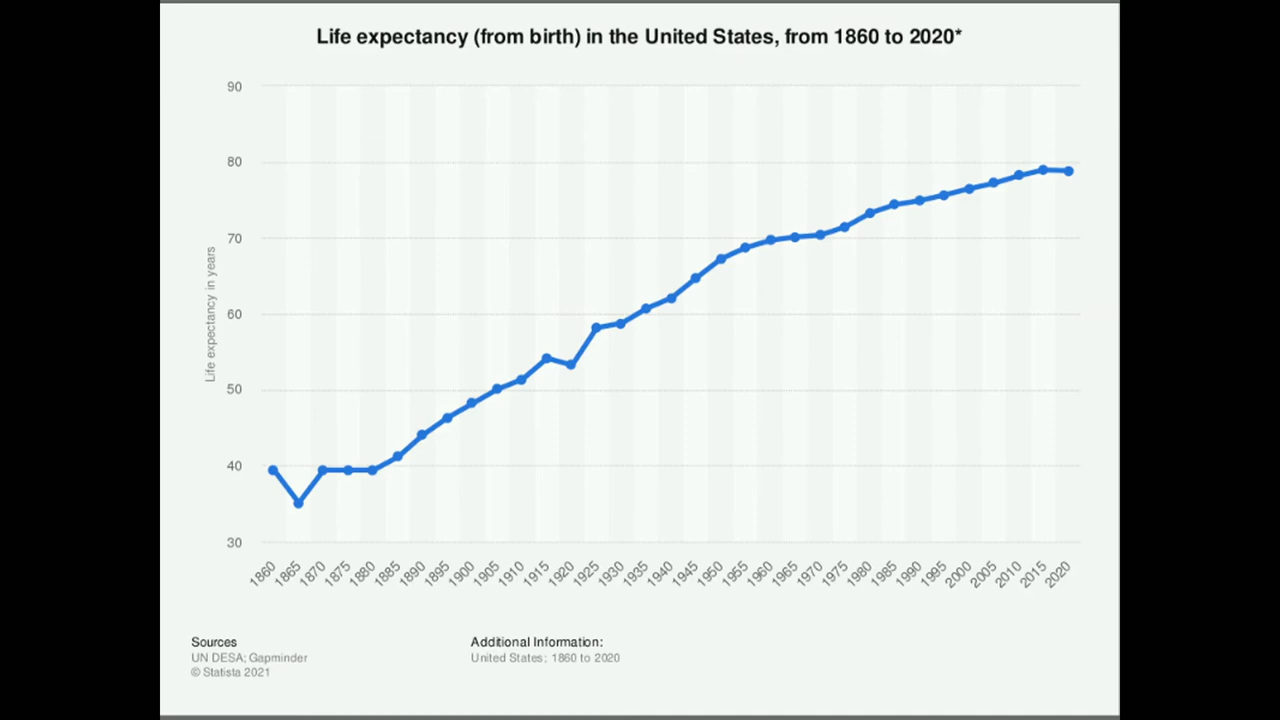 Life expectancy (from birth) in the United States, from 1860 to 2020*
90
80
70
60
50
40
30
Life expectancy in years
1860 1865 1870 1875 1880 1885 1890 1895 1900 1905 1910 1915 1920 1925 1930 1935 1940 1945 1950 1955 1960 1965 1970 1975 1980 1985 1990 1995 2000 2005 2010 2015 2020
Sources
UN DESA; Gapminder
© Statista 2021
Additional Information:
United States; 1860 to 2020